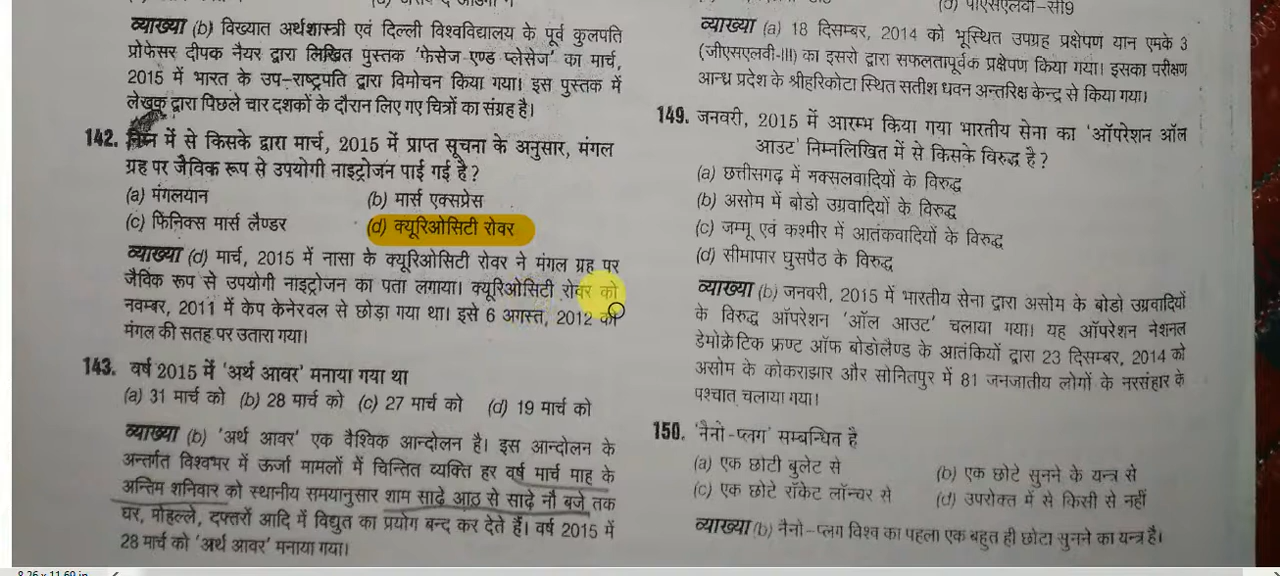 व्याख्या (b) विख्यात अर्थशास्त्री एवं दिल्ली विश्वविद्यालय के पूर्व कुलपति
प्रोफेसर दीपक नैयर द्वारा लिखित पुस्तक 'फेसेज-एण्ड प्लेसेज' का मार्च,
2015 में भारत के उप-राष्ट्रपति द्वारा विमोचन किया गया। इस पुस्तक में
लेखक द्वारा पिछले चार दशकों के दौरान लिए गए चित्रों का संग्रह है।
142. निम्न में से किसके द्वारा मार्च, 2015 में प्राप्त सूचना के अनुसार, मंगल
ग्रह पर जैविक रूप से उपयोगी नाइट्रोजन पाई गई है?
(a) मंगलयान (b) मार्स एक्सप्रेस
(c) फिनिक्स मार्स लैण्डर (d) क्यूरिओसिटी रोवर
व्याख्या (d) मार्च, 2015 में नासा के क्यूरिओसिटी रोवर ने मंगल ग्रह पर
जैविक रूप से उपयोगी नाइट्रोजन का पता लगाया। क्यूरिओसिटी रोवर को
नवम्बर, 2011 में केप केनेरवल से छोड़ा गया था। इसे 6 अगस्त, 2012 को
मंगल की सतह पर उतारा गया।
143. वर्ष 2015 में 'अर्थ आवर' मनाया गया था
(a) 31 मार्च को (b) 28 मार्च को (c) 27 मार्च को (d) 19 मार्च को
व्याख्या (b) 'अर्थ आवर' एक वैश्विक आन्दोलन है। इस आन्दोलन के
अन्तर्गत विश्वभर में ऊर्जा मामलों में चिन्तित व्यक्ति हर वर्ष मार्च माह के
अन्तिम शनिवार को स्थानीय समयानुसार शाम साढ़े आठ से साढ़े नौ बजे तक
घर, मोहल्ले, दफ्तरों आदि में विद्युत का प्रयोग बन्द कर देते हैं। वर्ष 2015 में
28 मार्च को 'अर्थ आवर' मनाया गया।
(d) पीएसएलवी-सी9
व्याख्या (a) 18 दिसम्बर, 2014 को भूस्थित उपग्रह प्रक्षेपण यान एमके 3
(जीएसएलवी-III) का इसरो द्वारा सफलतापूर्वक प्रक्षेपण किया गया। इसका परीक्षण
आन्ध्र प्रदेश के श्रीहरिकोटा स्थित सतीश धवन अन्तरिक्ष केन्द्र से किया गया।
149. जनवरी, 2015 में आरम्भ किया गया भारतीय सेना का 'ऑपरेशन ऑल
आउट' निम्नलिखित में से किसके विरुद्ध है?
(a) छत्तीसगढ़ में नक्सलवादियों के विरुद्ध
(b) असोम में बोडो उग्रवादियों के विरुद्ध
(c) जम्मू एवं कश्मीर में आतंकवादियों के विरुद्ध
(d) सीमापार घुसपैठ के विरुद्ध
व्याख्या (b) जनवरी, 2015 में भारतीय सेना द्वारा असोम के बोडो उग्रवादियों
के विरुद्ध ऑपरेशन 'ऑल आउट' चलाया गया। यह ऑपरेशन नेशनल
डेमोक्रेटिक फ्रण्ट ऑफ बोडोलैण्ड के आतंकियों द्वारा 23 दिसम्बर, 2014 को
असोम के कोकराझार और सोनितपुर में 81 जनजातीय लोगों के नरसंहार के
पश्चात् चलाया गया।
150. 'नैनो-प्लग' सम्बन्धित है
(a) एक छोटी बुलेट से (b) एक छोटे सुनने के यन्त्र से
(c) एक छोटे रॉकेट लॉन्चर से (d) उपरोक्त में से किसी से नहीं
व्याख्या (b) नैनो-प्लग विश्व का पहला एक बहुत ही छोटा सुनने का यन्त्र है।
8.26 x 11.69 in